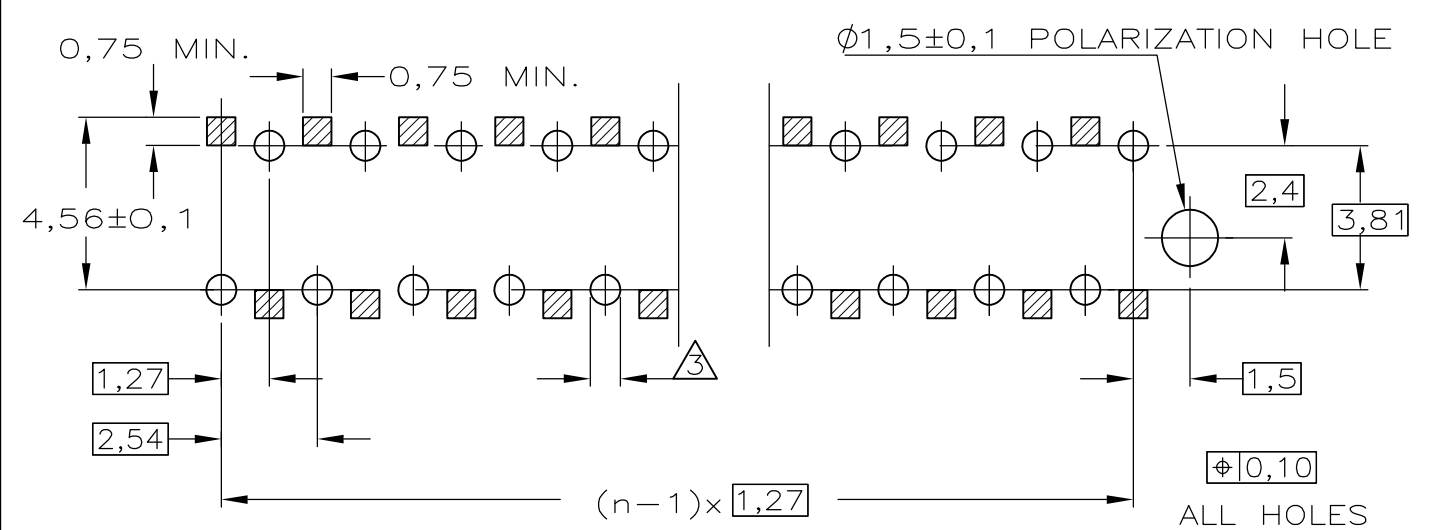 0,75 MIN.
0,75 MIN.
Ø1,5±0,1 POLARIZATION HOLE
4,56±0,1
2,4
3,81
1,27
3
1,5
2,54
⌖ 0,10
(n−1)x 1,27
ALL HOLES